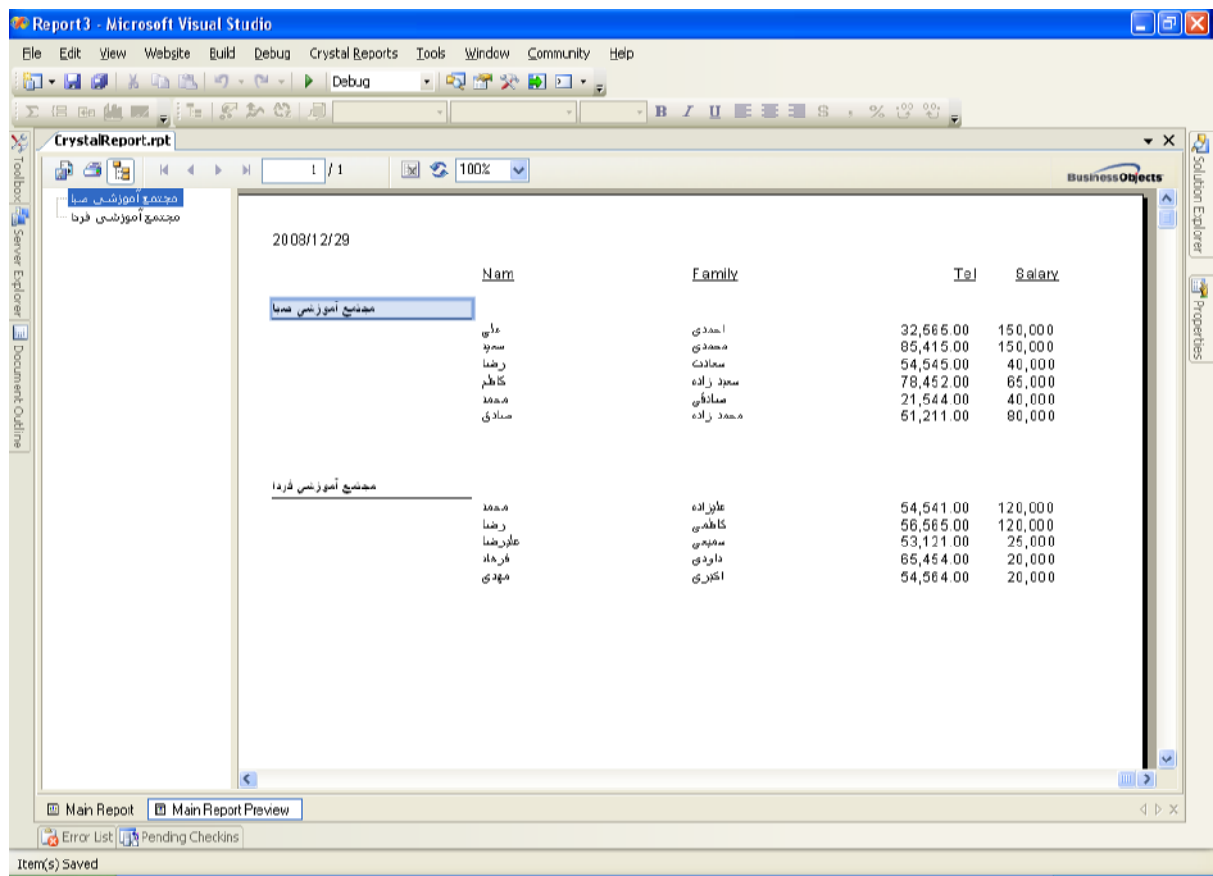 Report3 - Microsoft Visual Studio
File Edit View Website Build Debug Crystal Reports Tools Window Community Help
Debug
B I U S , %
CrystalReport.rpt
1 / 1 100% BusinessObjects
Toolbox
Server Explorer
Document Outline
Solution Explorer
Properties
مجتمع آموزشی صبا
مجتمع آموزشی فردا
2008/12/29
Nam Family Tel Salary
مجتمع آموزشی صبا
علی احمدی 32,565.00 150,000
سعید محمدی 85,415.00 150,000
رضا سعادت 54,545.00 40,000
کاظم سعید زاده 78,452.00 65,000
محمد صادقی 21,544.00 40,000
صادق محمد زاده 51,211.00 80,000
مجتمع آموزشی فردا
محمد علیزاده 54,541.00 120,000
رضا کاظمی 56,565.00 120,000
علیرضا سمیعی 53,121.00 25,000
فرهاد داودی 65,454.00 20,000
مهدی اکبری 54,564.00 20,000
Main Report Main Report Preview
Error List Pending Checkins
Item(s) Saved